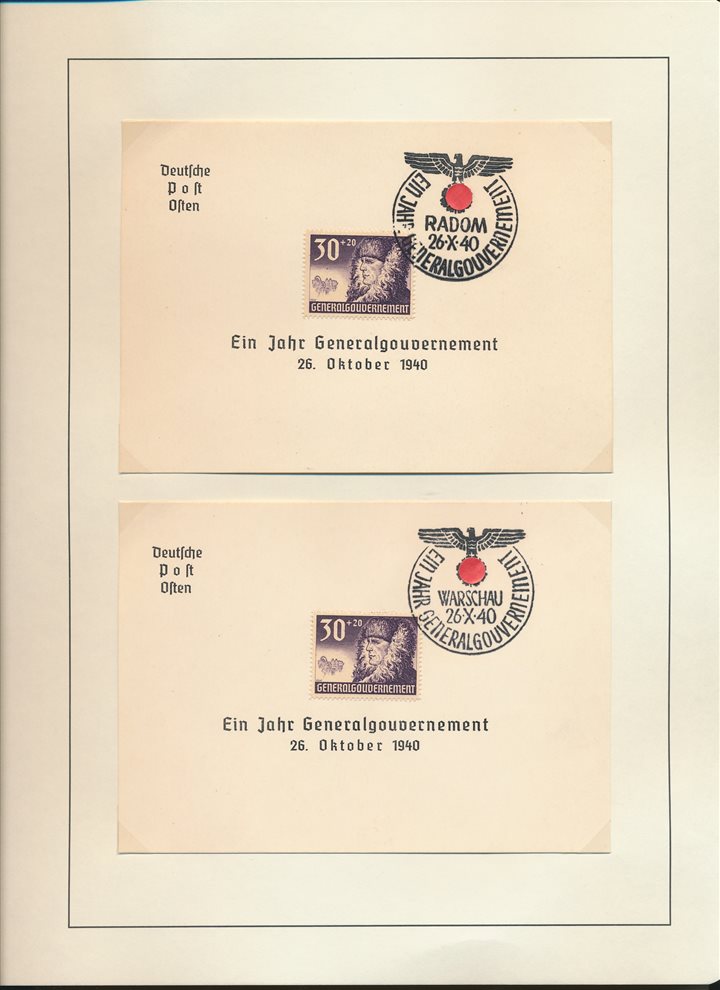 Deutsche
Post
Osten
EIN JAHR GENERALGOUVERNEMENT
RADOM
26·X·40
30+20
GENERALGOUVERNEMENT
Ein Jahr Generalgouvernement
26. Oktober 1940
Deutsche
Post
Osten
EIN JAHR GENERALGOUVERNEMENT
WARSCHAU
26·X·40
30+20
GENERALGOUVERNEMENT
Ein Jahr Generalgouvernement
26. Oktober 1940